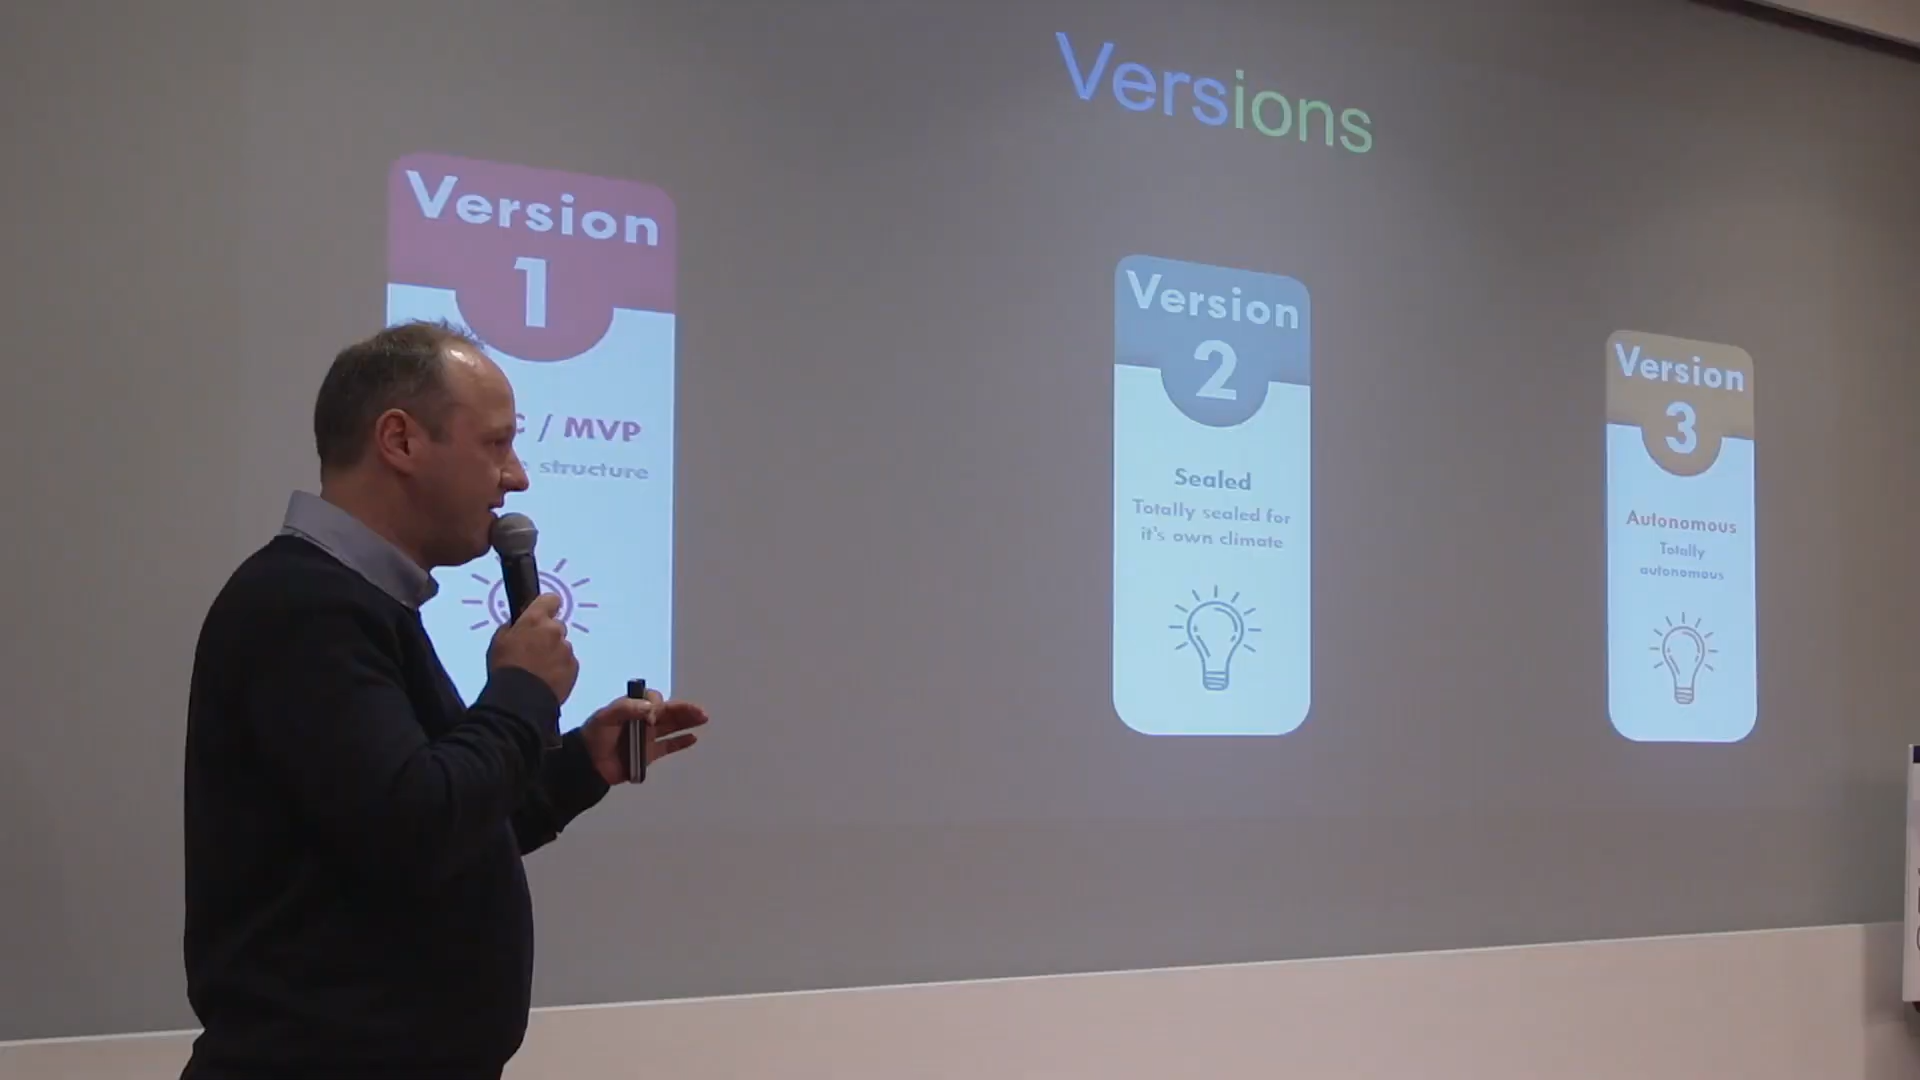 Versions
Version
1
/ MVP
structure
Version
2
Sealed
Totally sealed for
it's own climate
Version
3
Autonomous
Totally
autonomous